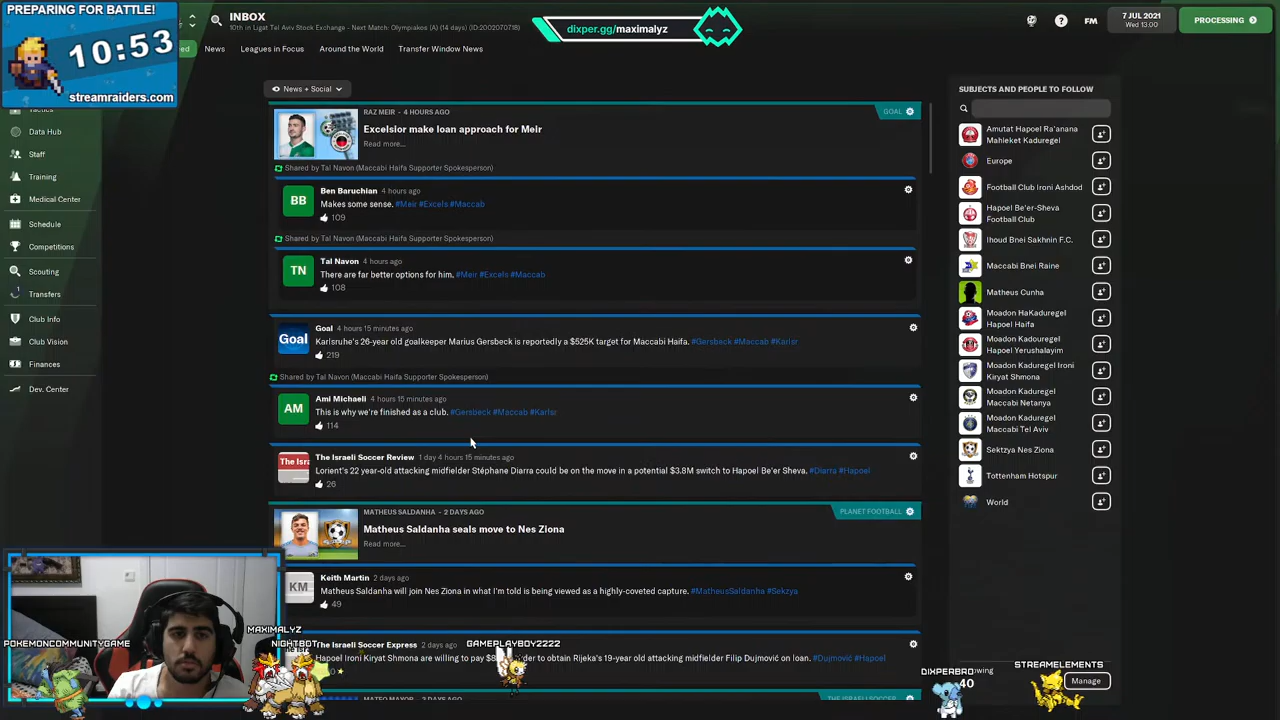 PREPARING FOR BATTLE!
10:53
streamraiders.com
INBOX
10th in Ligat Tel Aviv Stock Exchange - Next Match: Olympiakos (A) (14 days) (ID:2002070718)
dixper.gg/maximalyz
FM
7 JUL 2021
Wed 13:00
PROCESSING
News
Leagues in Focus
Around the World
Transfer Window News
Tactics
Data Hub
Staff
Training
Medical Center
Schedule
Competitions
Scouting
Transfers
Club Info
Club Vision
Finances
Dev. Center
News + Social
RAZ MEIR - 4 HOURS AGO
GOAL
Excelsior make loan approach for Meir
Read more...
Shared by Tal Navon (Maccabi Haifa Supporter Spokesperson)
BB
Ben Baruchian 4 hours ago
Makes some sense. #Meir #Excels #Maccab
109
Shared by Tal Navon (Maccabi Haifa Supporter Spokesperson)
TN
Tal Navon 4 hours ago
There are far better options for him. #Meir #Excels #Maccab
108
Goal
Goal 4 hours 15 minutes ago
Karlsruhe's 26-year old goalkeeper Marius Gersbeck is reportedly a $525K target for Maccabi Haifa. #Gersbeck #Maccab #Karlsr
219
Shared by Tal Navon (Maccabi Haifa Supporter Spokesperson)
AM
Ami Michaeli 4 hours 15 minutes ago
This is why we're finished as a club. #Gersbeck #Maccab #Karlsr
114
The Isra
The Israeli Soccer Review 1 day 4 hours 15 minutes ago
Lorient's 22 year-old attacking midfielder Stéphane Diarra could be on the move in a potential $3.8M switch to Hapoel Be'er Sheva. #Diarra #Hapoel
26
MATHEUS SALDANHA - 2 DAYS AGO
PLANET FOOTBALL
Matheus Saldanha seals move to Nes Ziona
Read more...
KM
Keith Martin 2 days ago
Matheus Saldanha will join Nes Ziona in what I'm told is being viewed as a highly-coveted capture. #MatheusSaldanha #Sekzya
49
The Israeli Soccer Express 2 days ago
Hapoel Ironi Kiryat Shmona are willing to pay to obtain Rijeka's 19-year old attacking midfielder Filip Dujmović on loan. #Dujmović #Hapoel
SUBJECTS AND PEOPLE TO FOLLOW
Amutat Hapoel Ra'anana
Mahleket Kaduregel
Europe
Football Club Ironi Ashdod
Hapoel Be'er-Sheva
Football Club
Ihoud Bnei Sakhnin F.C.
Maccabi Bnei Raine
Matheus Cunha
Moadon HaKaduregel
Hapoel Haifa
Moadon Kaduregel
Hapoel Yerushalayim
Moadon Kaduregel Ironi
Kiryat Shmona
Moadon Kaduregel
Maccabi Netanya
Moadon Kaduregel
Maccabi Tel Aviv
Sektzya Nes Ziona
Tottenham Hotspur
World
40
Manage
POKEMONCOMMUNITYGAME
MAXIMALYZ
NIGHTBOT
GAMEPLAYBOY2222
DIXPERBRO
STREAMELEMENTS